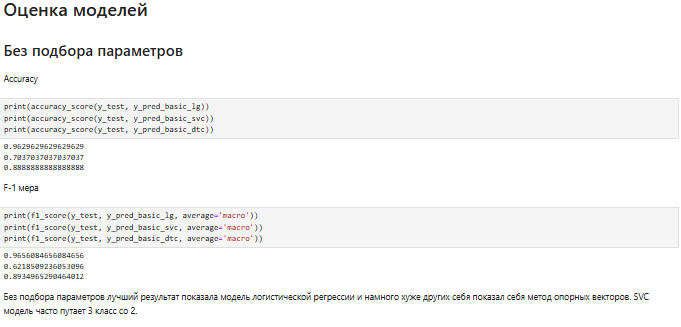 Оценка моделей
Без подбора параметров
Accuracy
print(accuracy_score(y_test, y_pred_basic_lg))
print(accuracy_score(y_test, y_pred_basic_svc))
print(accuracy_score(y_test, y_pred_basic_dtc))
0.9629629629629629
0.7037037037037037
0.8888888888888888
F-1 мера
print(f1_score(y_test, y_pred_basic_lg, average='macro'))
print(f1_score(y_test, y_pred_basic_svc, average='macro'))
print(f1_score(y_test, y_pred_basic_dtc, average='macro'))
0.9656084656084656
0.6218509236053096
0.8934965290464012
Без подбора параметров лучший результат показала модель логистической регрессии и намного хуже других себя показал себя метод опорных векторов. SVC
модель часто путает 3 класс со 2.